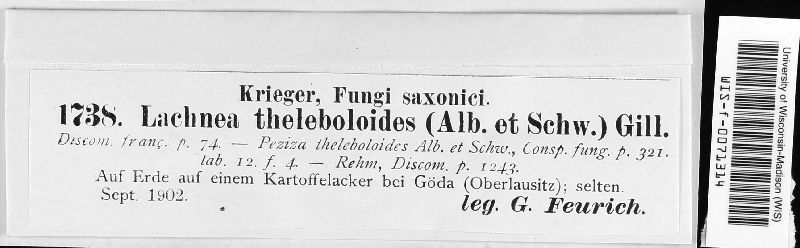 Krieger, Fungi saxonici.
1738. Lachnea theleboloides (Alb. et Schw.) Gill.
Discom. franç. p. 74. — Peziza theleboloides Alb. et Schw., Consp. fung. p. 321.
tab. 12. f. 4. — Rehm, Discom. p. 1243.
Auf Erde auf einem Kartoffelacker bei Göda (Oberlausitz); selten.
Sept. 1902.
leg. G. Feurich.
University of Wisconsin-Madison (WIS)
WIS-f-0071314